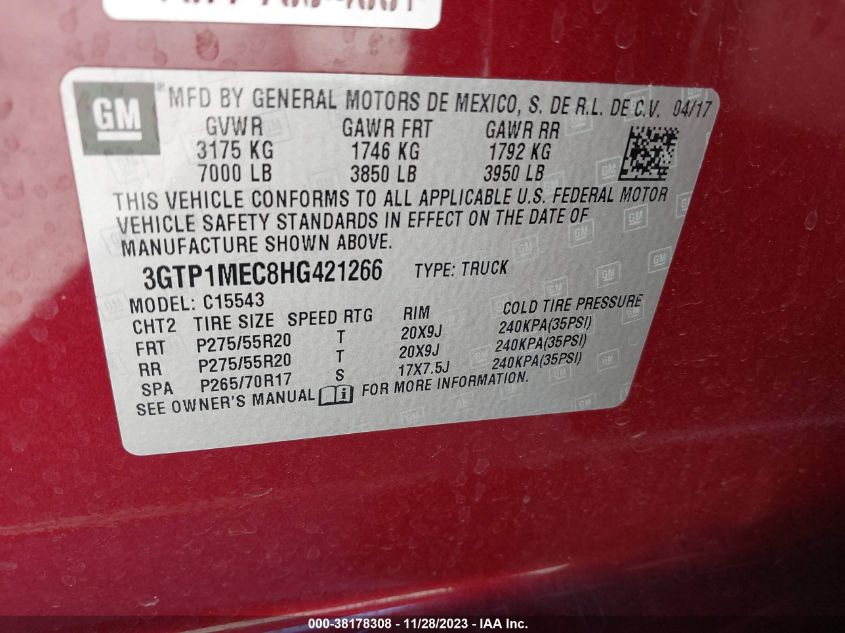 GM ® MFD BY GENERAL MOTORS DE MEXICO, S. DE R.L. DE C.V. 04/17
GVWR GAWR FRT GAWR RR
3175 KG 1746 KG 1792 KG
7000 LB 3850 LB 3950 LB
THIS VEHICLE CONFORMS TO ALL APPLICABLE U.S. FEDERAL MOTOR
VEHICLE SAFETY STANDARDS IN EFFECT ON THE DATE OF
MANUFACTURE SHOWN ABOVE.
3GTP1MEC8HG421266 TYPE: TRUCK
MODEL: C15543
CHT2 TIRE SIZE SPEED RTG RIM COLD TIRE PRESSURE
FRT P275/55R20 T 20X9J 240KPA(35PSI)
RR P275/55R20 T 20X9J 240KPA(35PSI)
SPA P265/70R17 S 17X7.5J 240KPA(35PSI)
SEE OWNER'S MANUAL i FOR MORE INFORMATION.
000-38178308 - 11/28/2023 - IAA Inc.